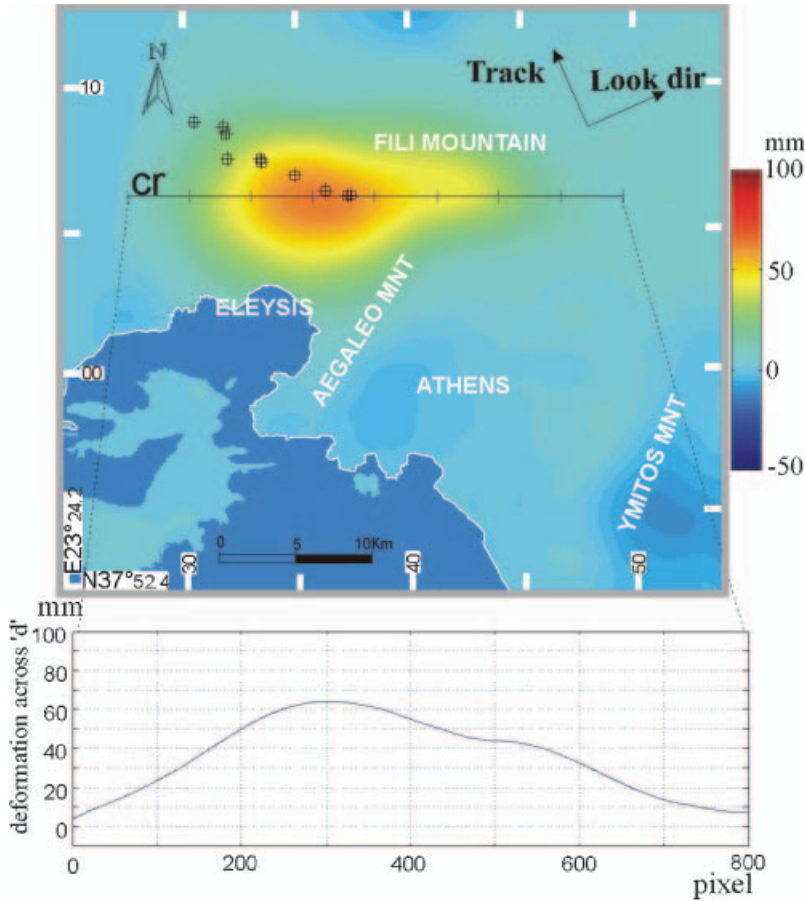 N
Track
Look dir
10
FILI MOUNTAIN
mm
100
cr
50
ELEYSIS
AEGALEO MNT
00
ATHENS
0
YMITOS MNT
-50
E23°24.2
N37°52.4
30
0 5 10Km
40
50
mm
deformation across 'd'
100
80
60
40
20
0
0 200 400 600 800
pixel